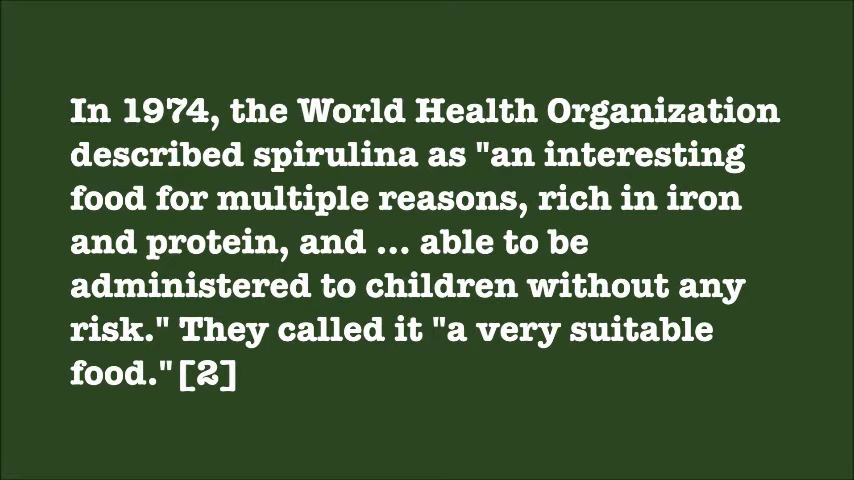 In 1974, the World Health Organization
described spirulina as "an interesting
food for multiple reasons, rich in iron
and protein, and ... able to be
administered to children without any
risk." They called it "a very suitable
food."[2]